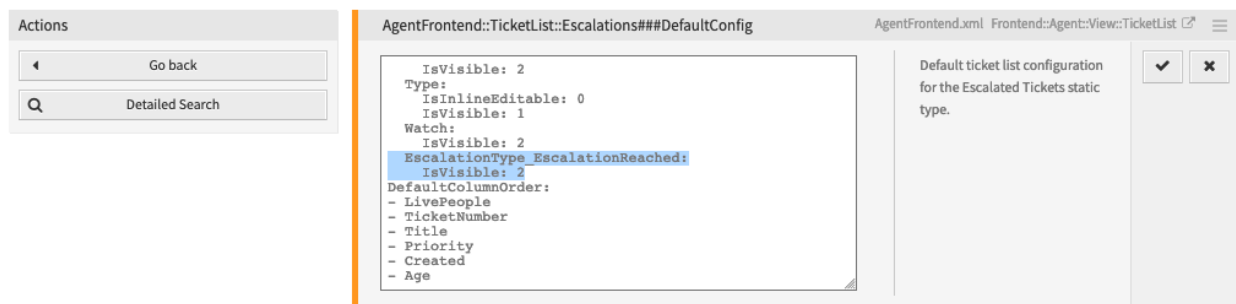 Actions
Go back
Detailed Search
AgentFrontend::TicketList::Escalations###DefaultConfig
AgentFrontend.xml Frontend::Agent::View::TicketList
IsVisible: 2
Type:
IsInlineEditable: 0
IsVisible: 1
Watch:
IsVisible: 2
EscalationType_EscalationReached:
IsVisible: 2
DefaultColumnOrder:
- LivePeople
- TicketNumber
- Title
- Priority
- Created
- Age
Default ticket list configuration
for the Escalated Tickets static
type.